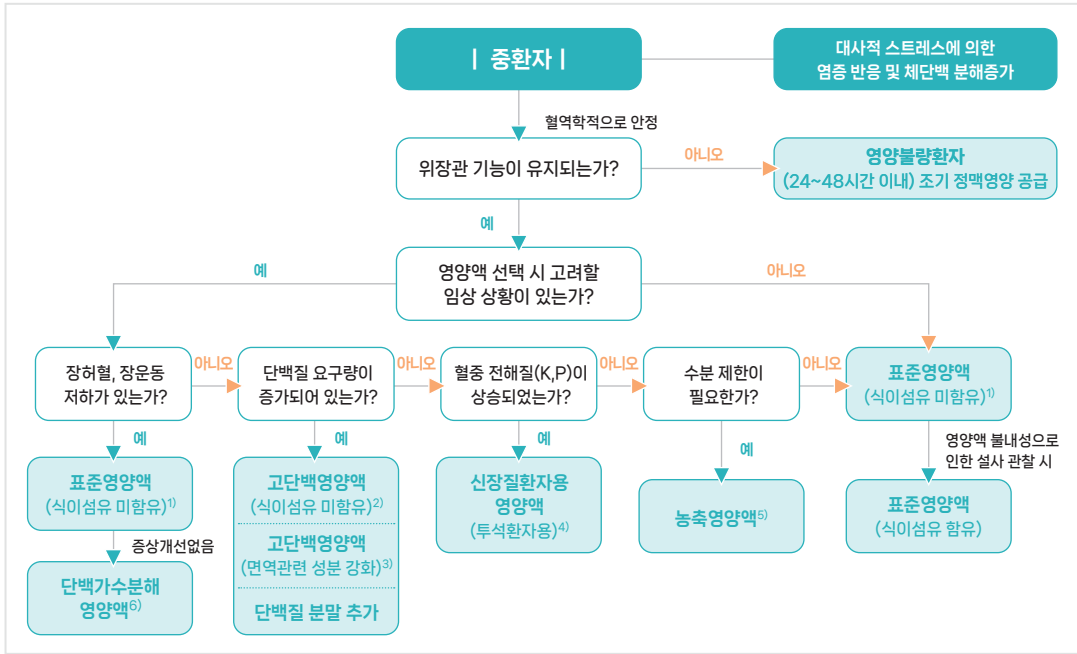 | 중환자 |
대사적 스트레스에 의한
염증 반응 및 체단백 분해증가
혈역학적으로 안정
위장관 기능이 유지되는가?
아니오
영양불량환자
(24~48시간 이내) 조기 정맥영양 공급
예
영양액 선택 시 고려할
임상 상황이 있는가?
예
아니오
장허혈, 장운동
저하가 있는가?
아니오
단백질 요구량이
증가되어 있는가?
아니오
혈중 전해질(K,P)이
상승되었는가?
아니오
수분 제한이
필요한가?
아니오
표준영양액
(식이섬유 미함유)1)
예
예
예
예
영양액 불내성으로
인한 설사 관찰 시
표준영양액
(식이섬유 미함유)1)
증상개선없음
단백가수분해
영양액6)
고단백영양액
(식이섬유 미함유)2)
고단백영양액
(면역관련 성분 강화)3)
단백질 분말 추가
신장질환자용
영양액
(투석환자용)4)
농축영양액5)
표준영양액
(식이섬유 함유)